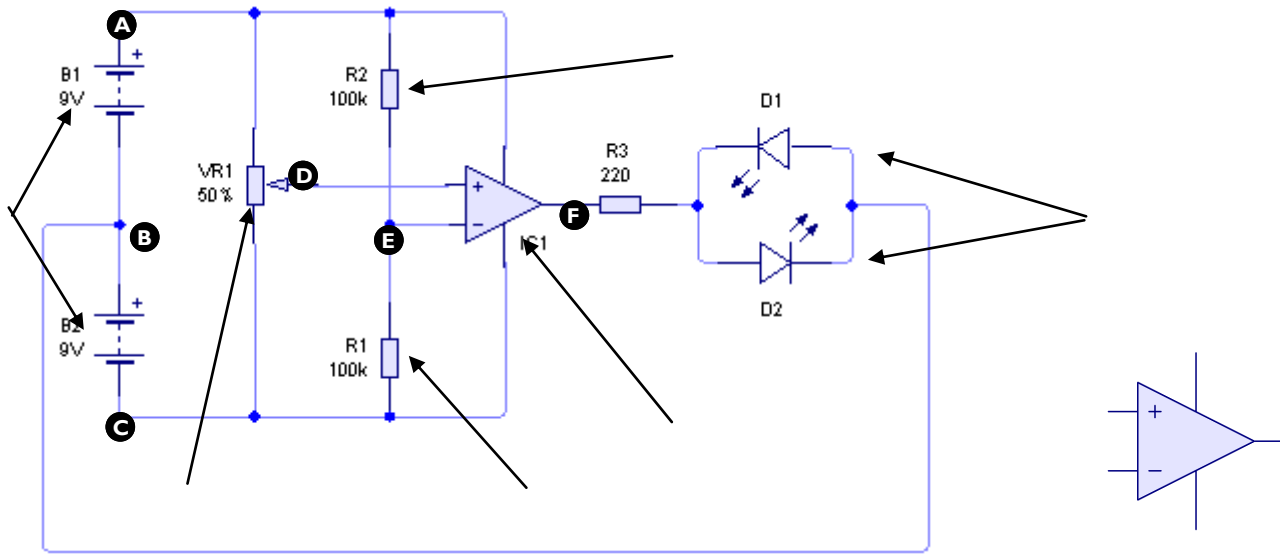 A
B1
9V
+
R2
100k
D1
VR1
50%
D
+
−
R3
220
F
B
E
IC1
B2
9V
+
R1
100k
D2
C
+
−